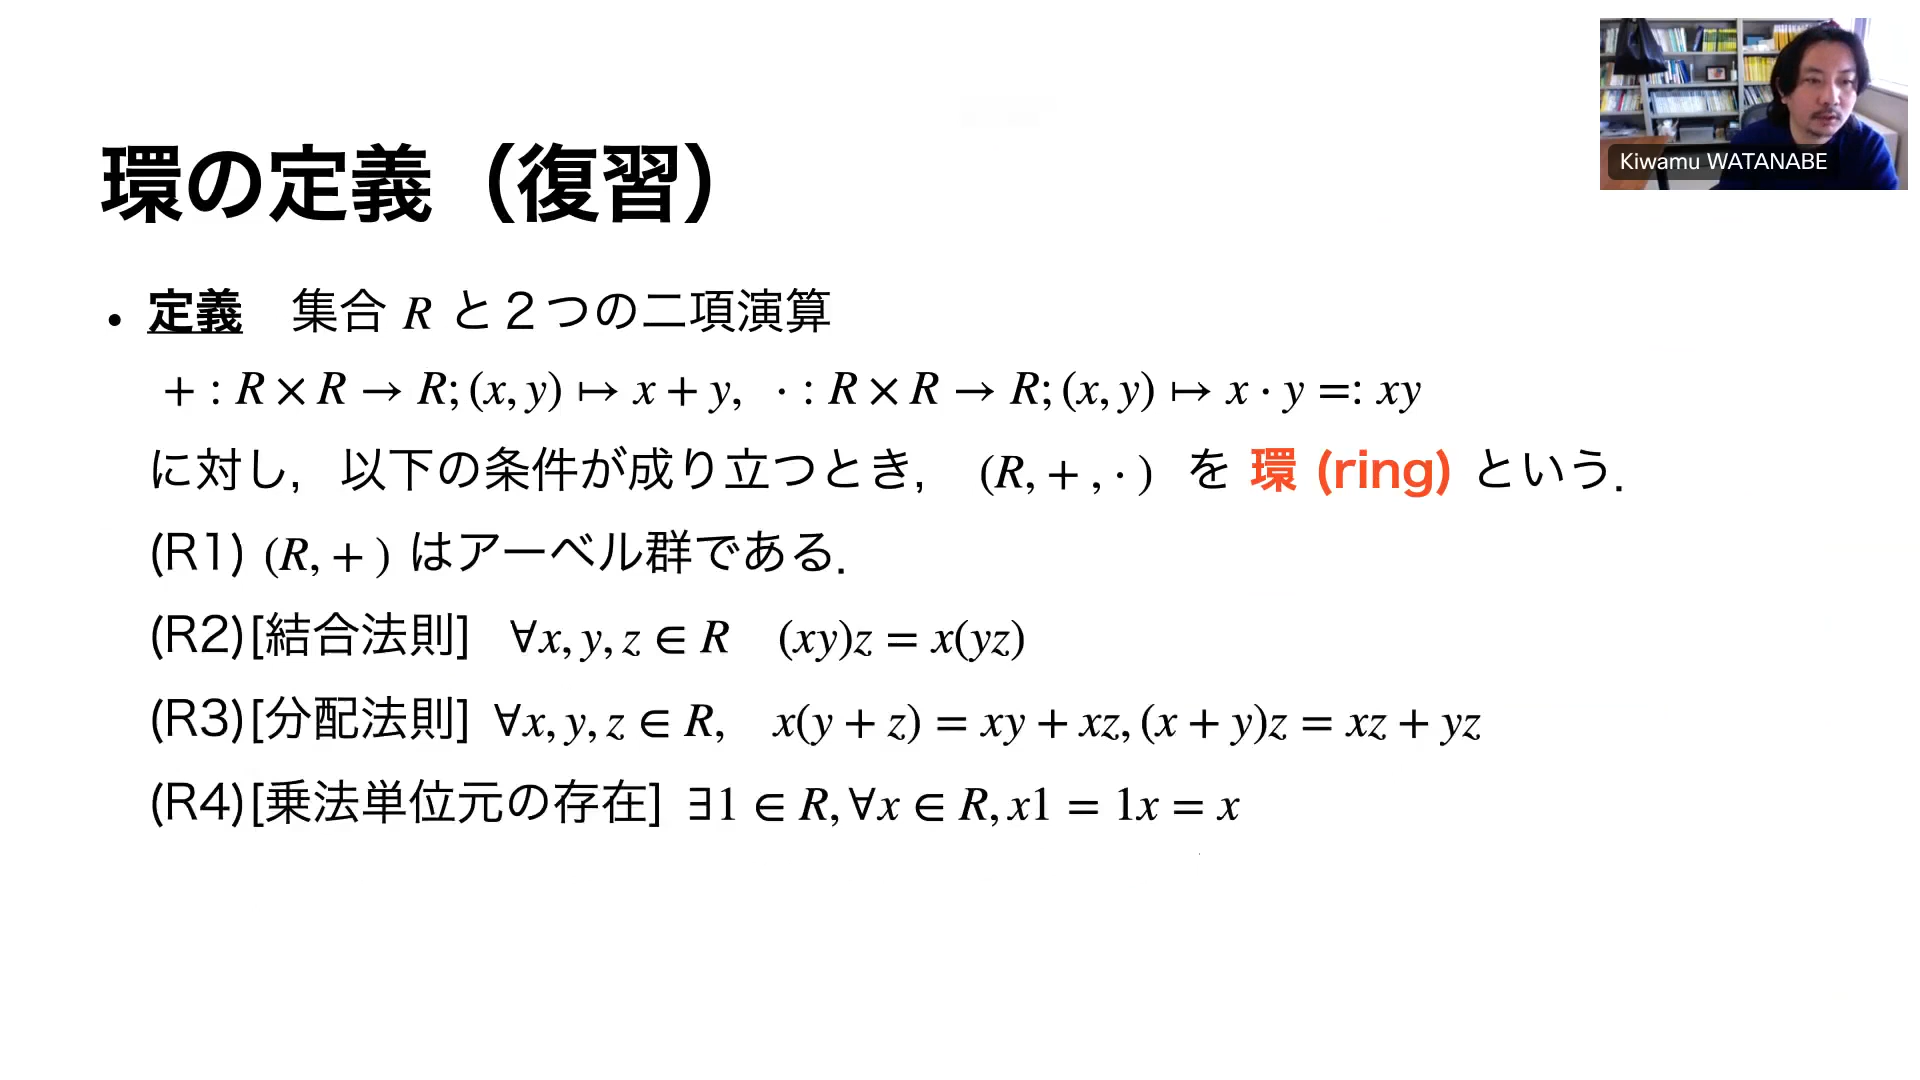 Kiwamu WATANABE
環の定義（復習）
• 定義　集合 R と２つの二項演算
+ : R × R → R; (x, y) ↦ x + y,  · : R × R → R; (x, y) ↦ x · y =: xy
に対し，以下の条件が成り立つとき， (R, + , · ) を 環 (ring) という．
(R1) (R, + ) はアーベル群である．
(R2)[結合法則] ∀x, y, z ∈ R　(xy)z = x(yz)
(R3)[分配法則] ∀x, y, z ∈ R,　x(y + z) = xy + xz, (x + y)z = xz + yz
(R4)[乗法単位元の存在] ∃1 ∈ R, ∀x ∈ R, x1 = 1x = x